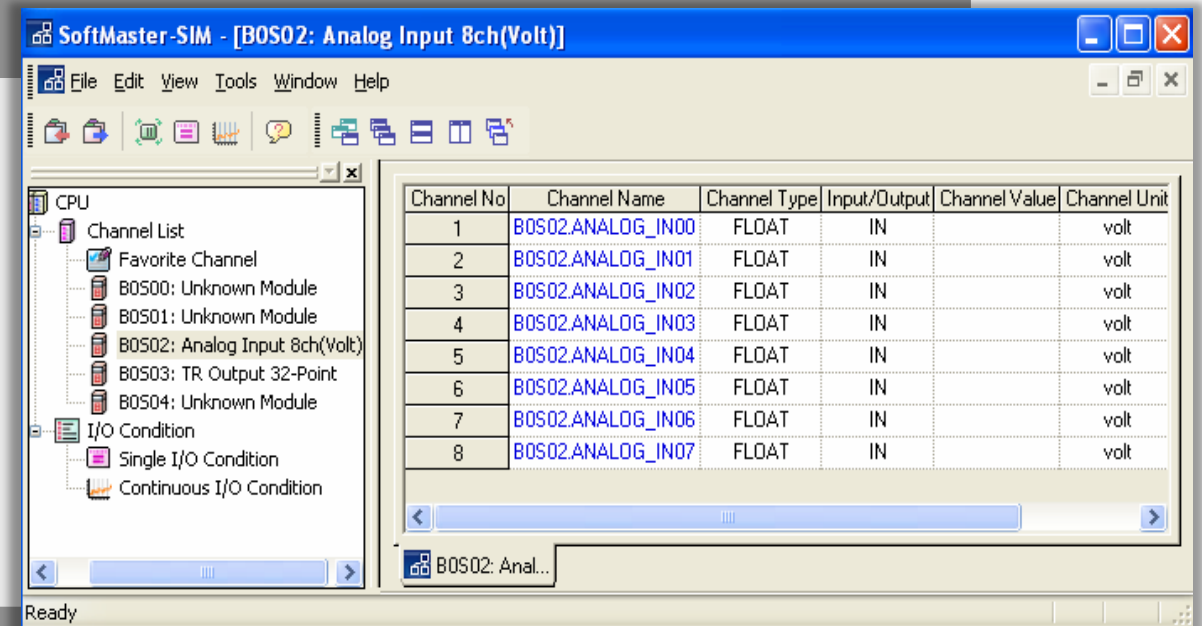 SoftMaster-SIM - [B0S02: Analog Input 8ch(Volt)]
File Edit View Tools Window Help
CPU
Channel List
Favorite Channel
B0S00: Unknown Module
B0S01: Unknown Module
B0S02: Analog Input 8ch(Volt)
B0S03: TR Output 32-Point
B0S04: Unknown Module
I/O Condition
Single I/O Condition
Continuous I/O Condition
Channel No Channel Name Channel Type Input/Output Channel Value Channel Unit
1 B0S02.ANALOG_IN00 FLOAT IN volt
2 B0S02.ANALOG_IN01 FLOAT IN volt
3 B0S02.ANALOG_IN02 FLOAT IN volt
4 B0S02.ANALOG_IN03 FLOAT IN volt
5 B0S02.ANALOG_IN04 FLOAT IN volt
6 B0S02.ANALOG_IN05 FLOAT IN volt
7 B0S02.ANALOG_IN06 FLOAT IN volt
8 B0S02.ANALOG_IN07 FLOAT IN volt
B0S02: Anal...
Ready